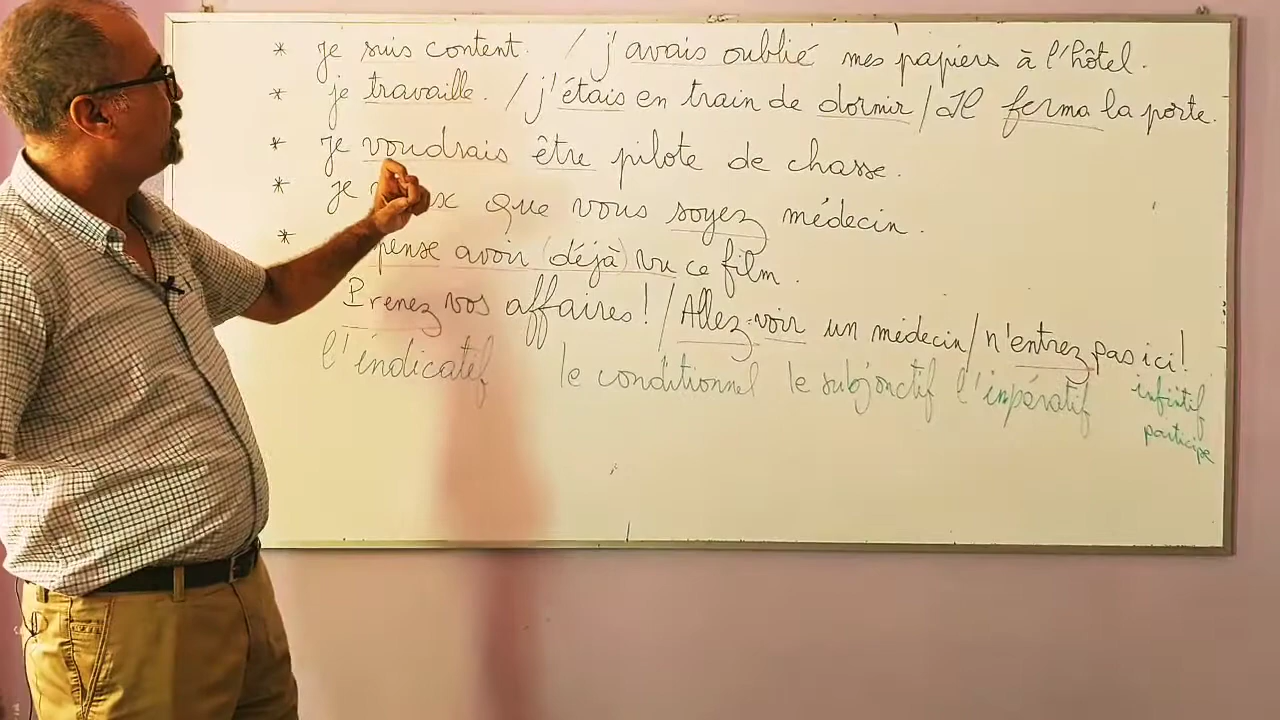 * je suis content. / j'avais oublié mes papiers à l'hôtel.
* je travaille. / j'étais en train de dormir / Il ferma la porte.
* je voudrais être pilote de chasse.
* je que vous soyez médecin.
* pense avoir (déjà) vu ce film.
Prenez vos affaires! / Allez-voir un médecin / n'entrez pas ici!
l'indicatif le conditionnel le subjonctif l'impératif
infinitif
participe